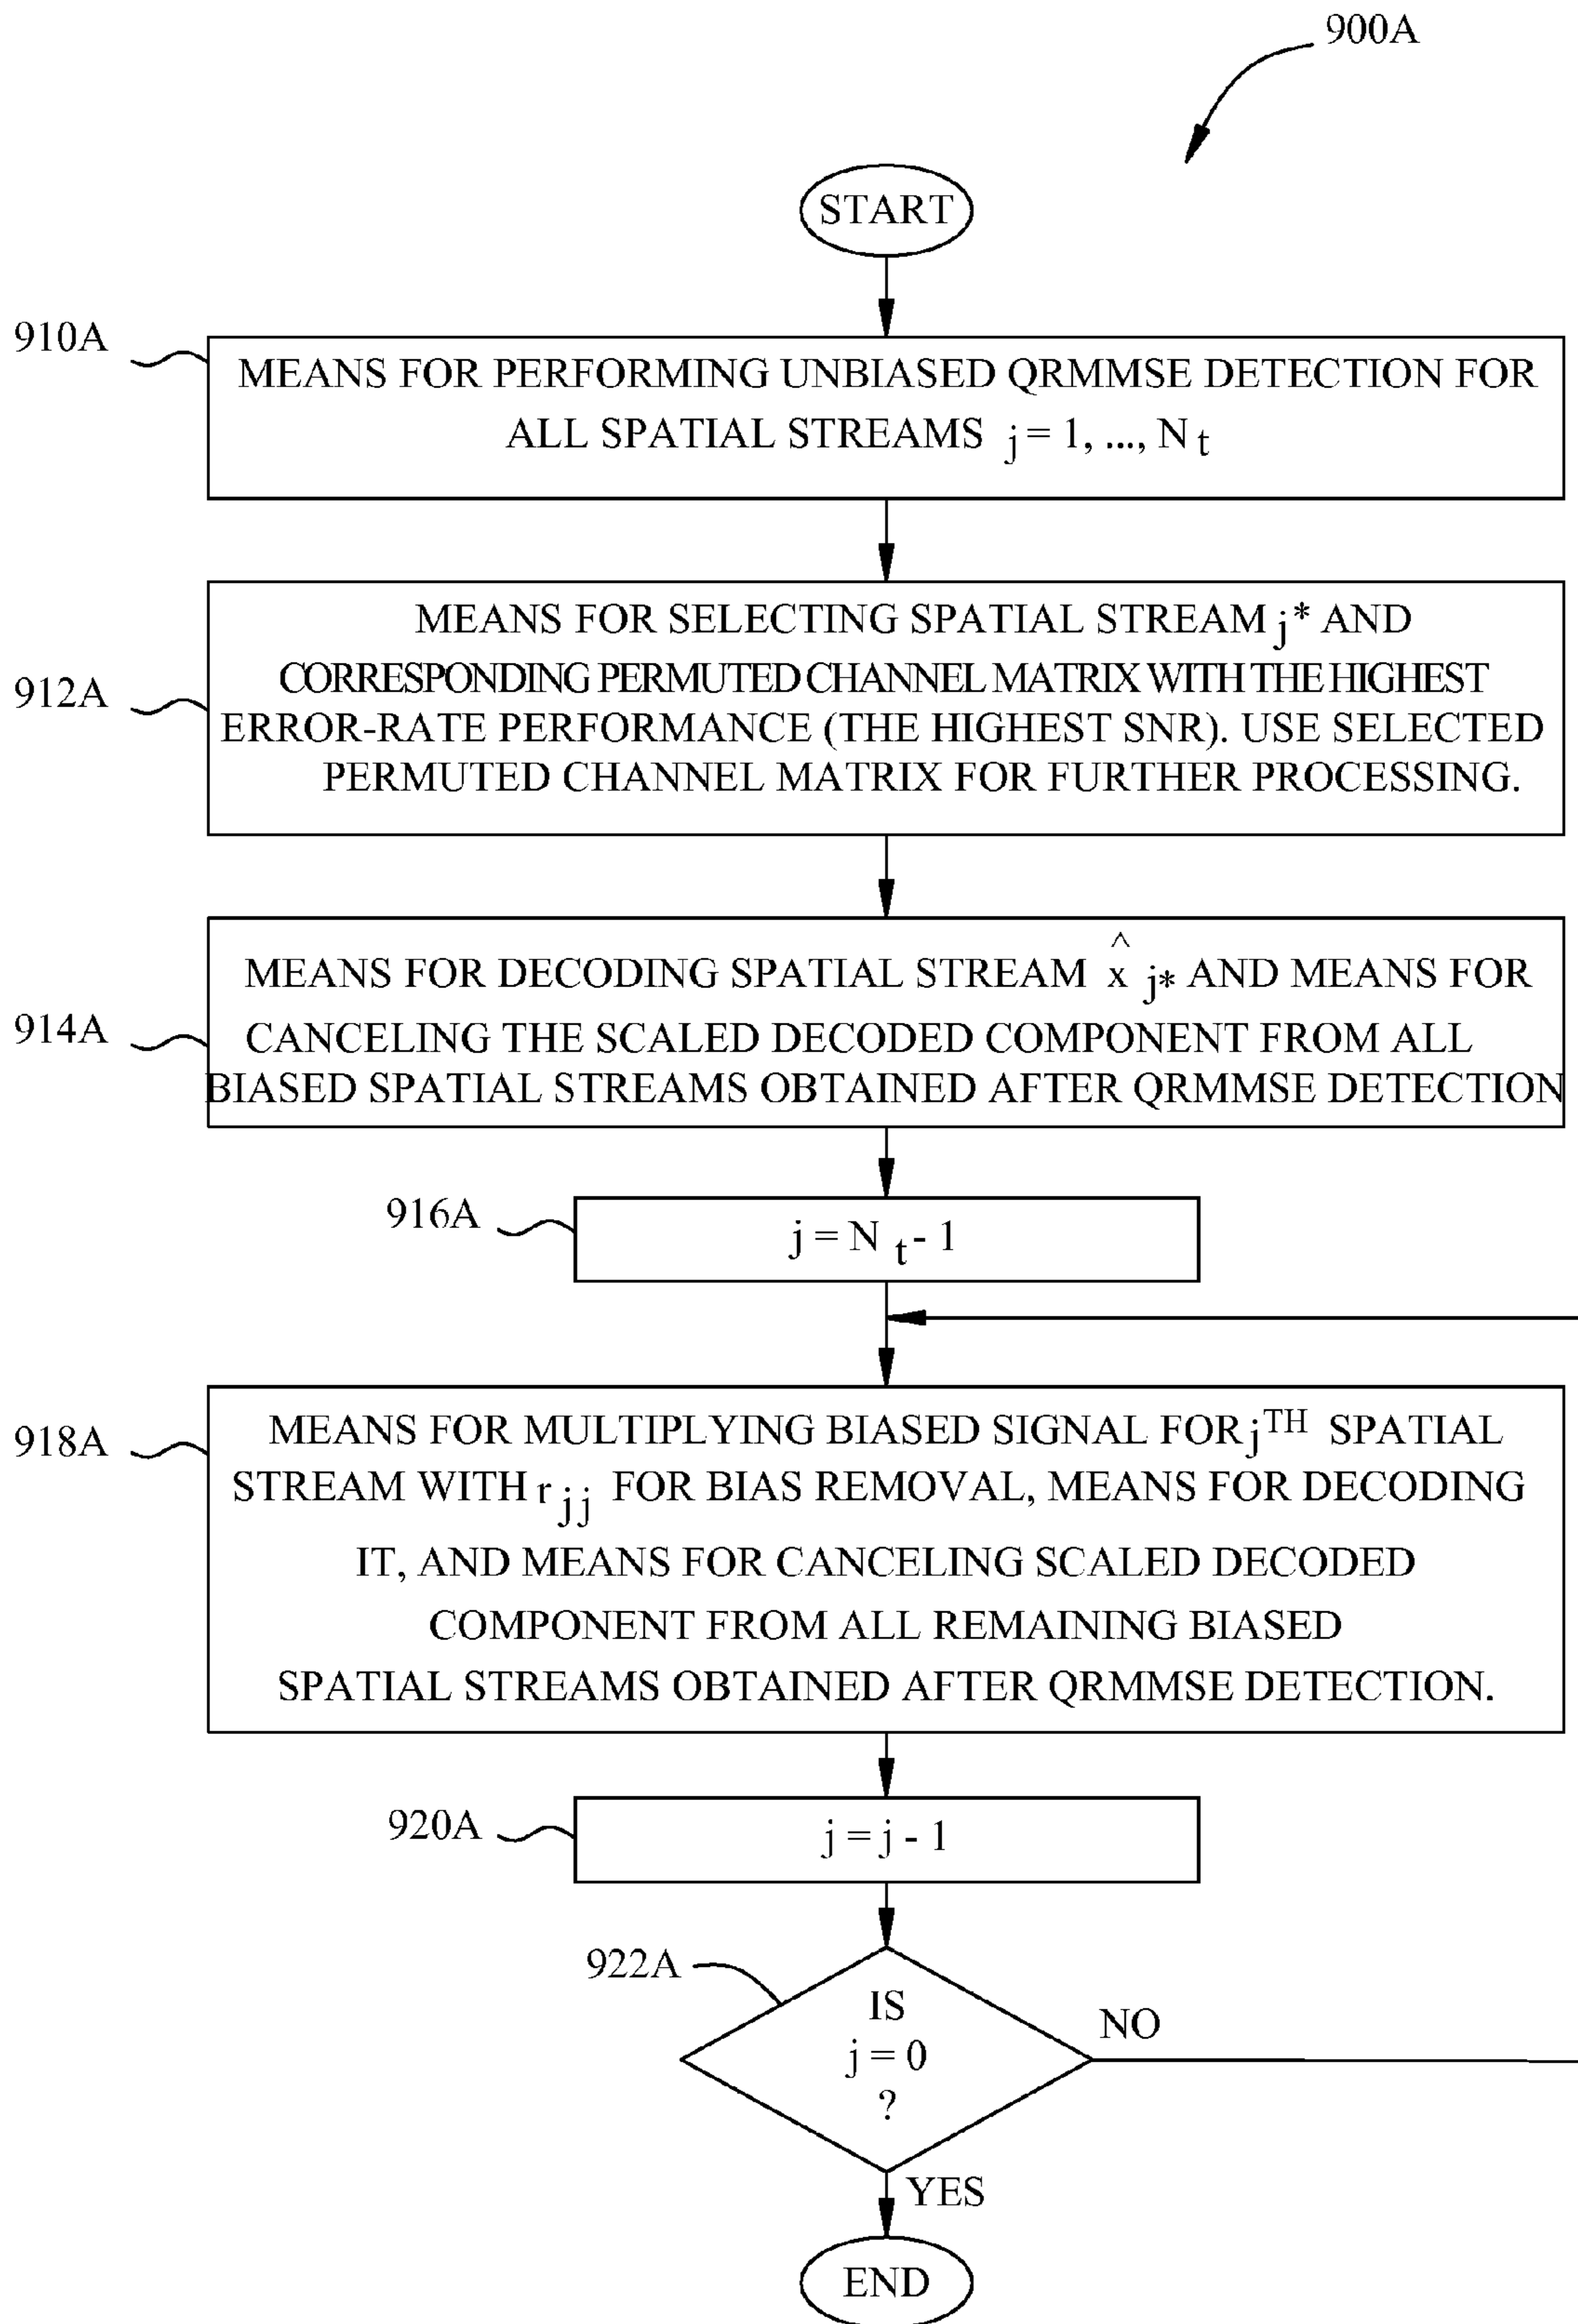 900A
START
910A
MEANS FOR PERFORMING UNBIASED QRMMSE DETECTION FOR
ALL SPATIAL STREAMS j = 1, ..., N t
912A
MEANS FOR SELECTING SPATIAL STREAM j* AND
CORRESPONDING PERMUTED CHANNEL MATRIX WITH THE HIGHEST
ERROR-RATE PERFORMANCE (THE HIGHEST SNR). USE SELECTED
PERMUTED CHANNEL MATRIX FOR FURTHER PROCESSING.
914A
MEANS FOR DECODING SPATIAL STREAM x̂ j* AND MEANS FOR
CANCELING THE SCALED DECODED COMPONENT FROM ALL
BIASED SPATIAL STREAMS OBTAINED AFTER QRMMSE DETECTION
916A
j = N t - 1
918A
MEANS FOR MULTIPLYING BIASED SIGNAL FOR j TH SPATIAL
STREAM WITH r jj FOR BIAS REMOVAL, MEANS FOR DECODING
IT, AND MEANS FOR CANCELING SCALED DECODED
COMPONENT FROM ALL REMAINING BIASED
SPATIAL STREAMS OBTAINED AFTER QRMMSE DETECTION.
920A
j = j - 1
922A
IS
j = 0
?
NO
YES
END